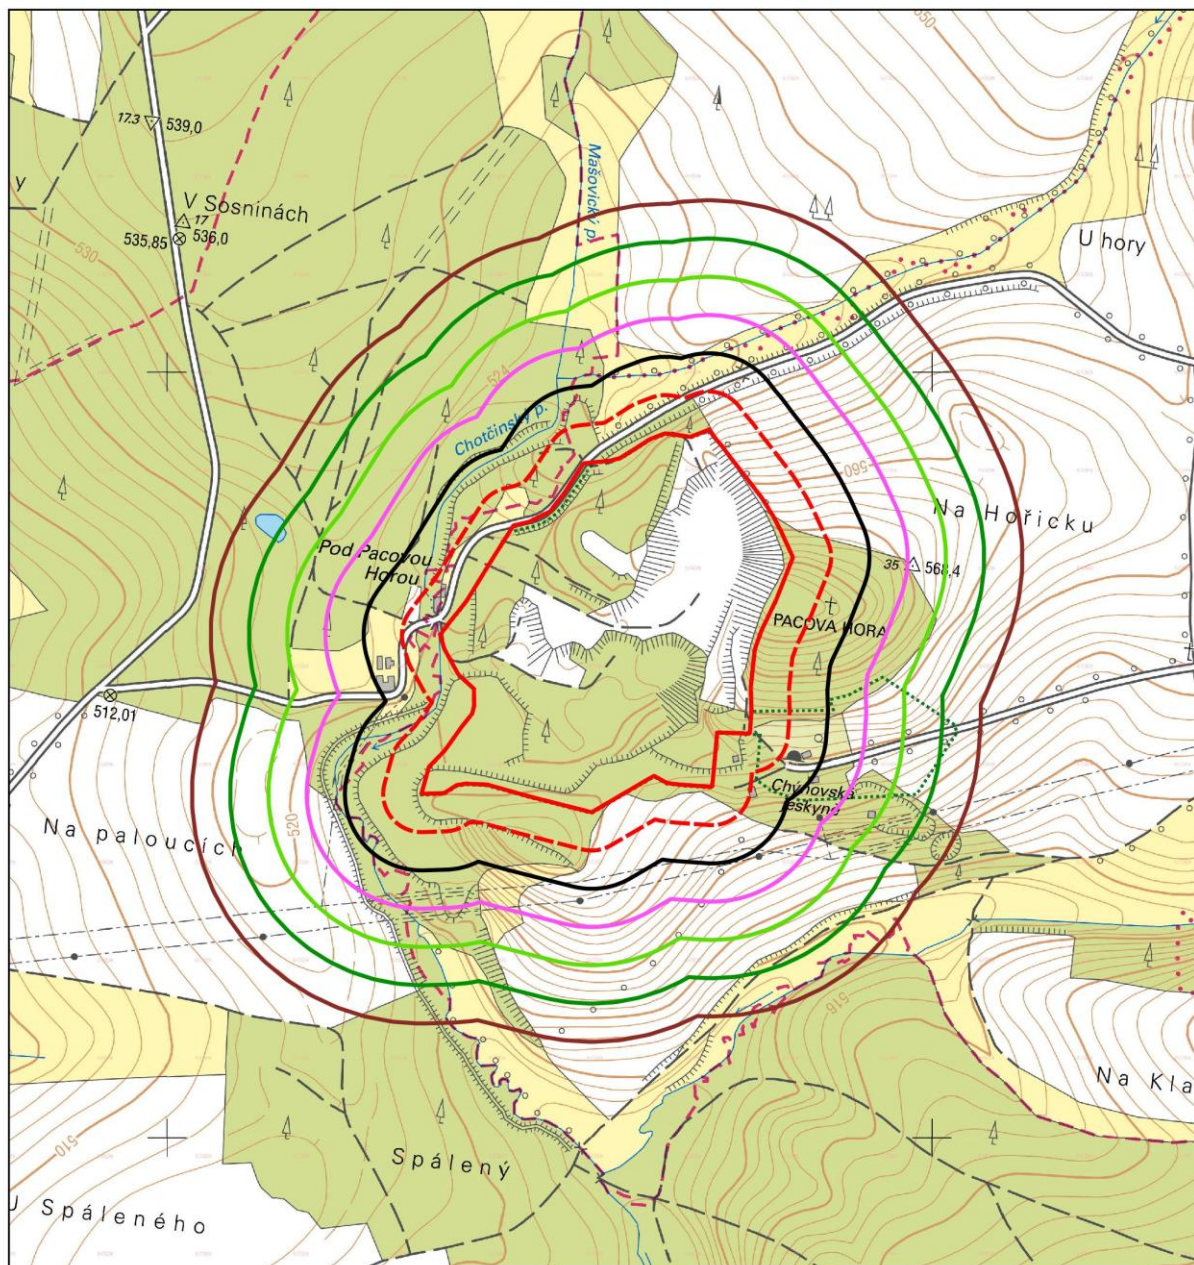 550
Mašovický p.
17.3 539,0
y
V Sosninách
17
535,85 536,0
530
U hory
524
Chotčinský p.
560
Na Hořicku
Pod Pacovou
Horou
35 568,4
PACOVA HORA
512,01
Chýnovská
jeskyně
520
Na paloucích
516
Na Kla
510
Spálený
U Spáleného